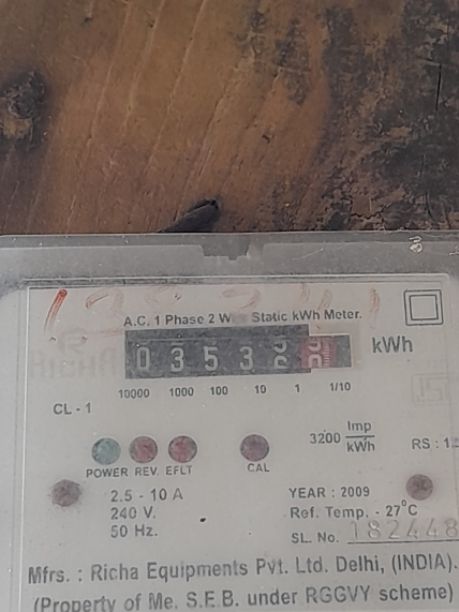 A.C. 1 Phase 2 W Static kWh Meter.
0 3 5 3
kWh
10000 1000 100 10 1 1/10
CL - 1
3200 Imp/kWh
RS : 1
POWER REV. EFLT CAL
2.5 - 10 A
240 V.
50 Hz.
YEAR : 2009
Ref. Temp. - 27°C
SL. No. 182448
Mfrs. : Richa Equipments Pvt. Ltd. Delhi, (INDIA).
(Property of Me. S.E.B. under RGGVY scheme)